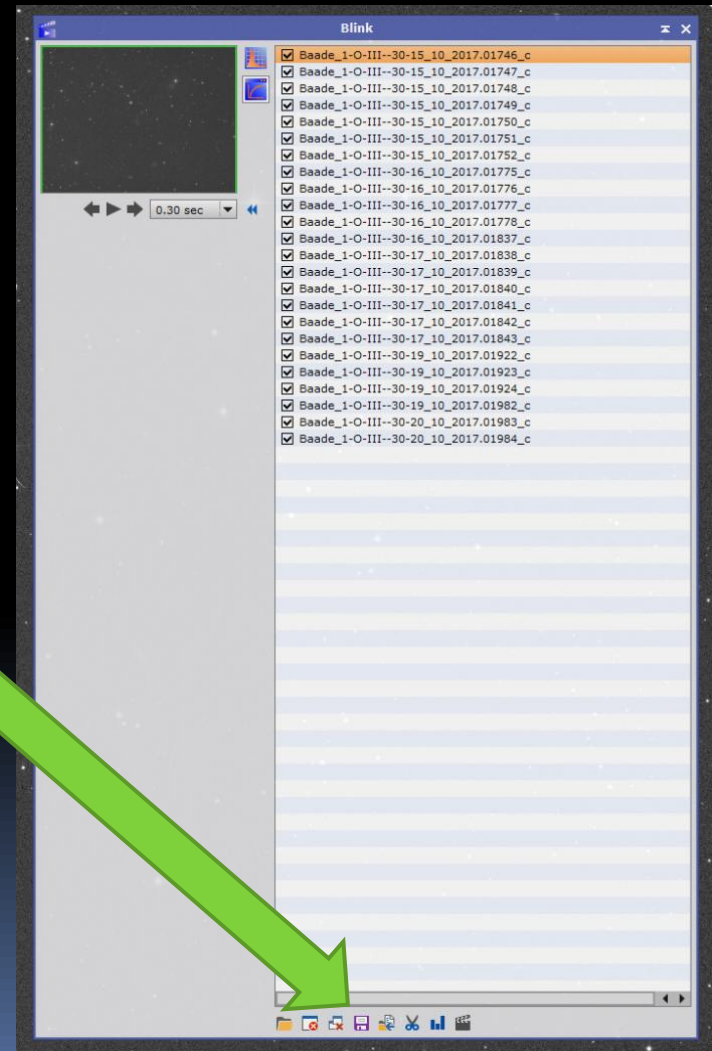 Blink
Baade_1-O-III--30-15_10_2017.01746_c
Baade_1-O-III--30-15_10_2017.01747_c
Baade_1-O-III--30-15_10_2017.01748_c
Baade_1-O-III--30-15_10_2017.01749_c
Baade_1-O-III--30-15_10_2017.01750_c
Baade_1-O-III--30-15_10_2017.01751_c
Baade_1-O-III--30-15_10_2017.01752_c
Baade_1-O-III--30-16_10_2017.01775_c
Baade_1-O-III--30-16_10_2017.01776_c
Baade_1-O-III--30-16_10_2017.01777_c
Baade_1-O-III--30-16_10_2017.01778_c
Baade_1-O-III--30-16_10_2017.01837_c
Baade_1-O-III--30-17_10_2017.01838_c
Baade_1-O-III--30-17_10_2017.01839_c
Baade_1-O-III--30-17_10_2017.01840_c
Baade_1-O-III--30-17_10_2017.01841_c
Baade_1-O-III--30-17_10_2017.01842_c
Baade_1-O-III--30-17_10_2017.01843_c
Baade_1-O-III--30-19_10_2017.01922_c
Baade_1-O-III--30-19_10_2017.01923_c
Baade_1-O-III--30-19_10_2017.01924_c
Baade_1-O-III--30-19_10_2017.01982_c
Baade_1-O-III--30-20_10_2017.01983_c
Baade_1-O-III--30-20_10_2017.01984_c
0.30 sec